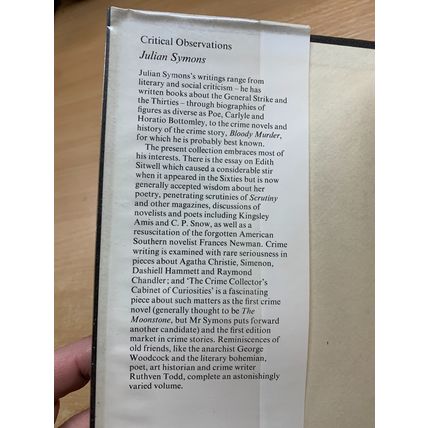 Critical Observations
Julian Symons
Julian Symons's writings range from
literary and social criticism – he has
written books about the General Strike and
the Thirties – through biographies of
figures as diverse as Poe, Carlyle and
Horatio Bottomley, to the crime novels and
history of the crime story, Bloody Murder,
for which he is probably best known.
The present collection embraces most of
his interests. There is the essay on Edith
Sitwell which caused a considerable stir
when it appeared in the Sixties but is now
generally accepted wisdom about her
poetry, penetrating scrutinies of Scrutiny
and other magazines, discussions of
novelists and poets including Kingsley
Amis and C. P. Snow, as well as a
resuscitation of the forgotten American
Southern novelist Frances Newman. Crime
writing is examined with rare seriousness in
pieces about Agatha Christie, Simenon,
Dashiell Hammett and Raymond
Chandler; and ‘The Crime Collector's
Cabinet of Curiosities’ is a fascinating
piece about such matters as the first crime
novel (generally thought to be The
Moonstone, but Mr Symons puts forward
another candidate) and the first edition
market in crime stories. Reminiscences of
old friends, like the anarchist George
Woodcock and the literary bohemian,
poet, art historian and crime writer
Ruthven Todd, complete an astonishingly
varied volume.